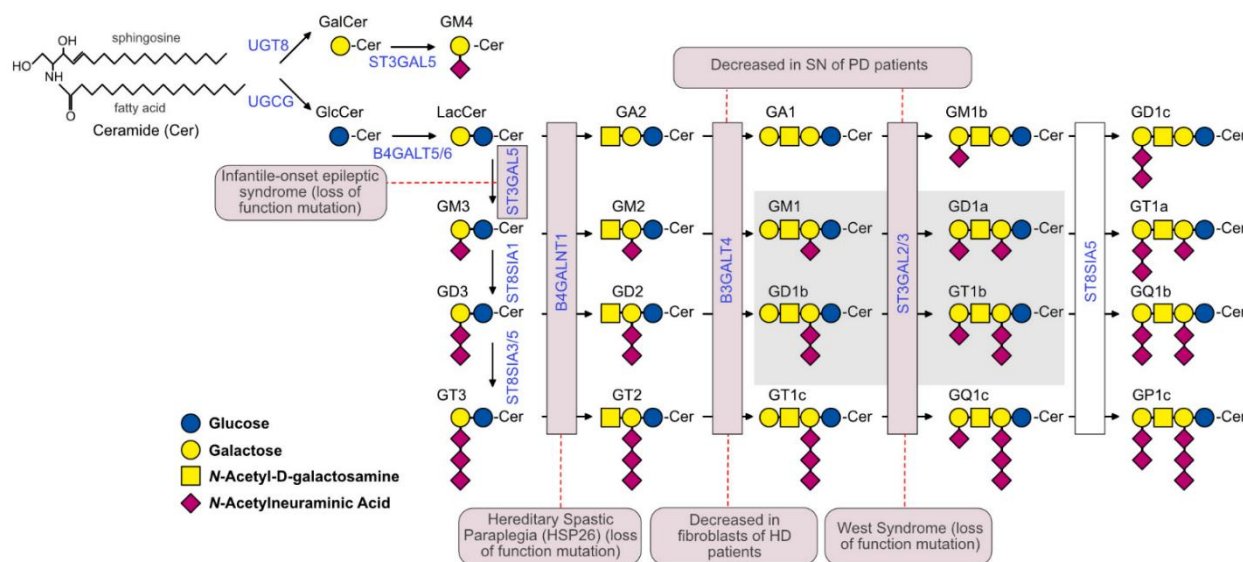 GalCer
GM4
sphingosine
UGT8
-Cer
-Cer
OH
ST3GAL5
HO
NH
O
fatty acid
UGCG
Ceramide (Cer)
Decreased in SN of PD patients
GlcCer
LacCer
GA2
GA1
GM1b
GD1c
-Cer
-Cer
-Cer
-Cer
-Cer
-Cer
B4GALT5/6
Infantile-onset epileptic
syndrome (loss of
function mutation)
ST3GAL5
GM3
GM2
GM1
GD1a
GT1a
-Cer
-Cer
-Cer
-Cer
-Cer
ST8SIA1
B4GALNT1
B3GALT4
ST3GAL2/3
ST8SIA5
GD3
GD2
GD1b
GT1b
GQ1b
-Cer
-Cer
-Cer
-Cer
-Cer
ST8SIA3/5
GT3
GT2
GT1c
GQ1c
GP1c
-Cer
-Cer
-Cer
-Cer
-Cer
Glucose
Galactose
N-Acetyl-D-galactosamine
N-Acetylneuraminic Acid
Hereditary Spastic
Paraplegia (HSP26) (loss
of function mutation)
Decreased in
fibroblasts of HD
patients
West Syndrome (loss
of function mutation)